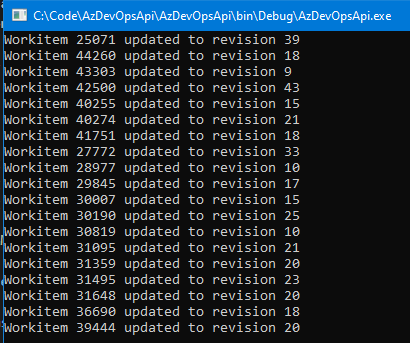 C:\Code\AzDevOpsApi\AzDevOpsApi\bin\Debug\AzDevOpsApi.exe
Workitem 25071 updated to revision 39
Workitem 44260 updated to revision 18
Workitem 43303 updated to revision 9
Workitem 42500 updated to revision 43
Workitem 40255 updated to revision 15
Workitem 40274 updated to revision 21
Workitem 41751 updated to revision 18
Workitem 27772 updated to revision 33
Workitem 28977 updated to revision 10
Workitem 29845 updated to revision 17
Workitem 30007 updated to revision 15
Workitem 30190 updated to revision 25
Workitem 30819 updated to revision 10
Workitem 31095 updated to revision 21
Workitem 31359 updated to revision 20
Workitem 31495 updated to revision 23
Workitem 31648 updated to revision 20
Workitem 36690 updated to revision 18
Workitem 39444 updated to revision 20